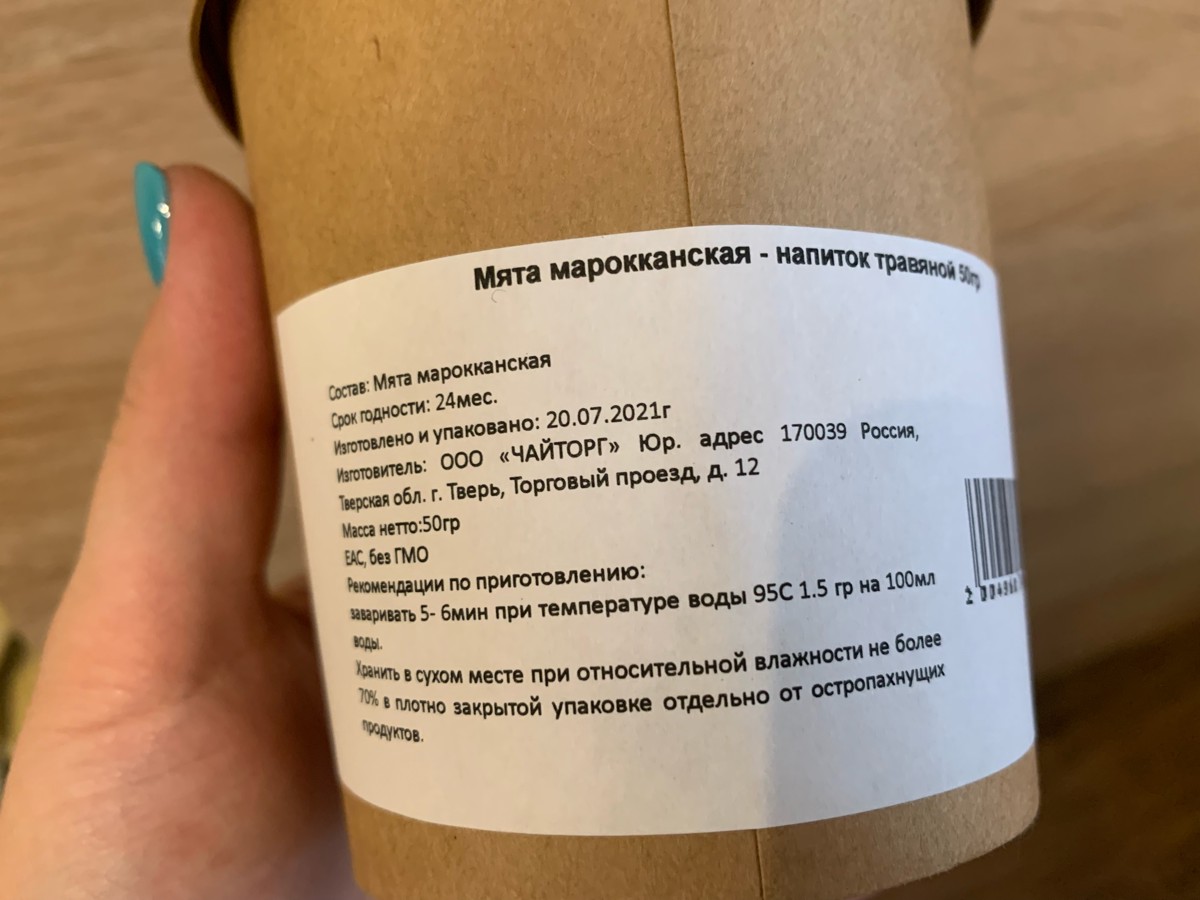 Мята марокканская - напиток травяной 50гр
Состав: Мята марокканская
Срок годности: 24мес.
Изготовлено и упаковано: 20.07.2021г
Изготовитель: ООО «ЧАЙТОРГ» Юр. адрес 170039 Россия,
Тверская обл. г. Тверь, Торговый проезд, д. 12
Масса нетто:50гр
ЕАС, без ГМО
Рекомендации по приготовлению:
заваривать 5- 6мин при температуре воды 95С 1.5 гр на 100мл
воды.
Хранить в сухом месте при относительной влажности не более
70% в плотно закрытой упаковке отдельно от остропахнущих
продуктов.